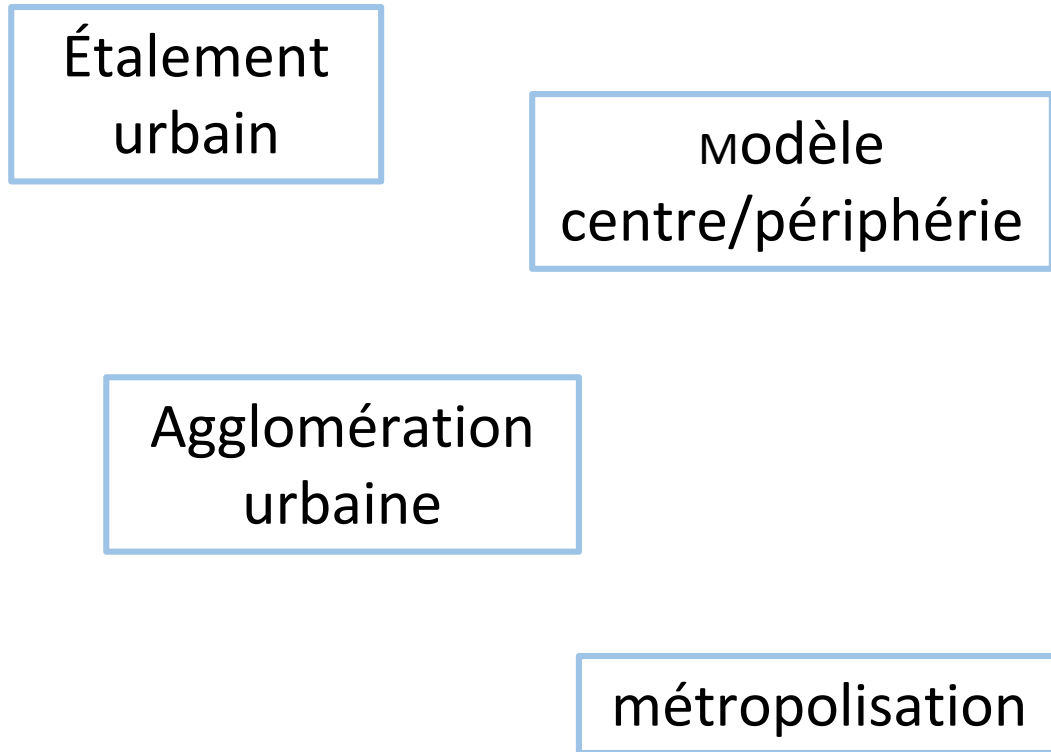 Étalement
urbain
Modèle
centre/périphérie
Agglomération
urbaine
métropolisation